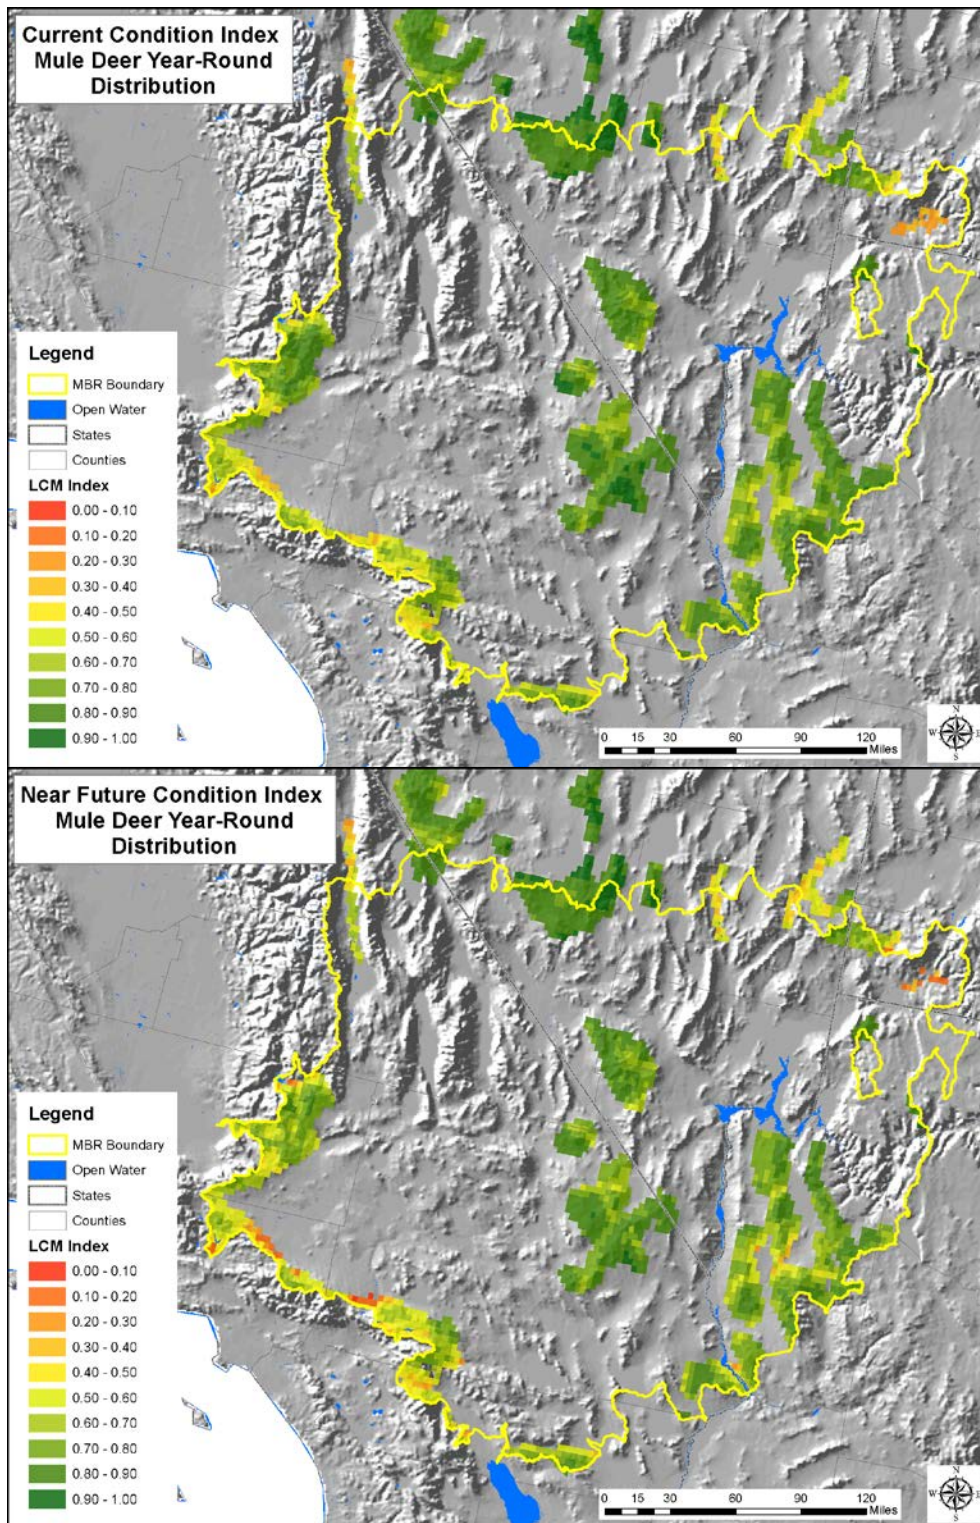 Current Condition Index
Mule Deer Year-Round
Distribution
Legend
MBR Boundary
Open Water
States
Counties
LCM Index
0.00 - 0.10
0.10 - 0.20
0.20 - 0.30
0.30 - 0.40
0.40 - 0.50
0.50 - 0.60
0.60 - 0.70
0.70 - 0.80
0.80 - 0.90
0.90 - 1.00
N
W E
S
0 15 30 60 90 120
Miles
Near Future Condition Index
Mule Deer Year-Round
Distribution
Legend
MBR Boundary
Open Water
States
Counties
LCM Index
0.00 - 0.10
0.10 - 0.20
0.20 - 0.30
0.30 - 0.40
0.40 - 0.50
0.50 - 0.60
0.60 - 0.70
0.70 - 0.80
0.80 - 0.90
0.90 - 1.00
N
W E
S
0 15 30 60 90 120
Miles